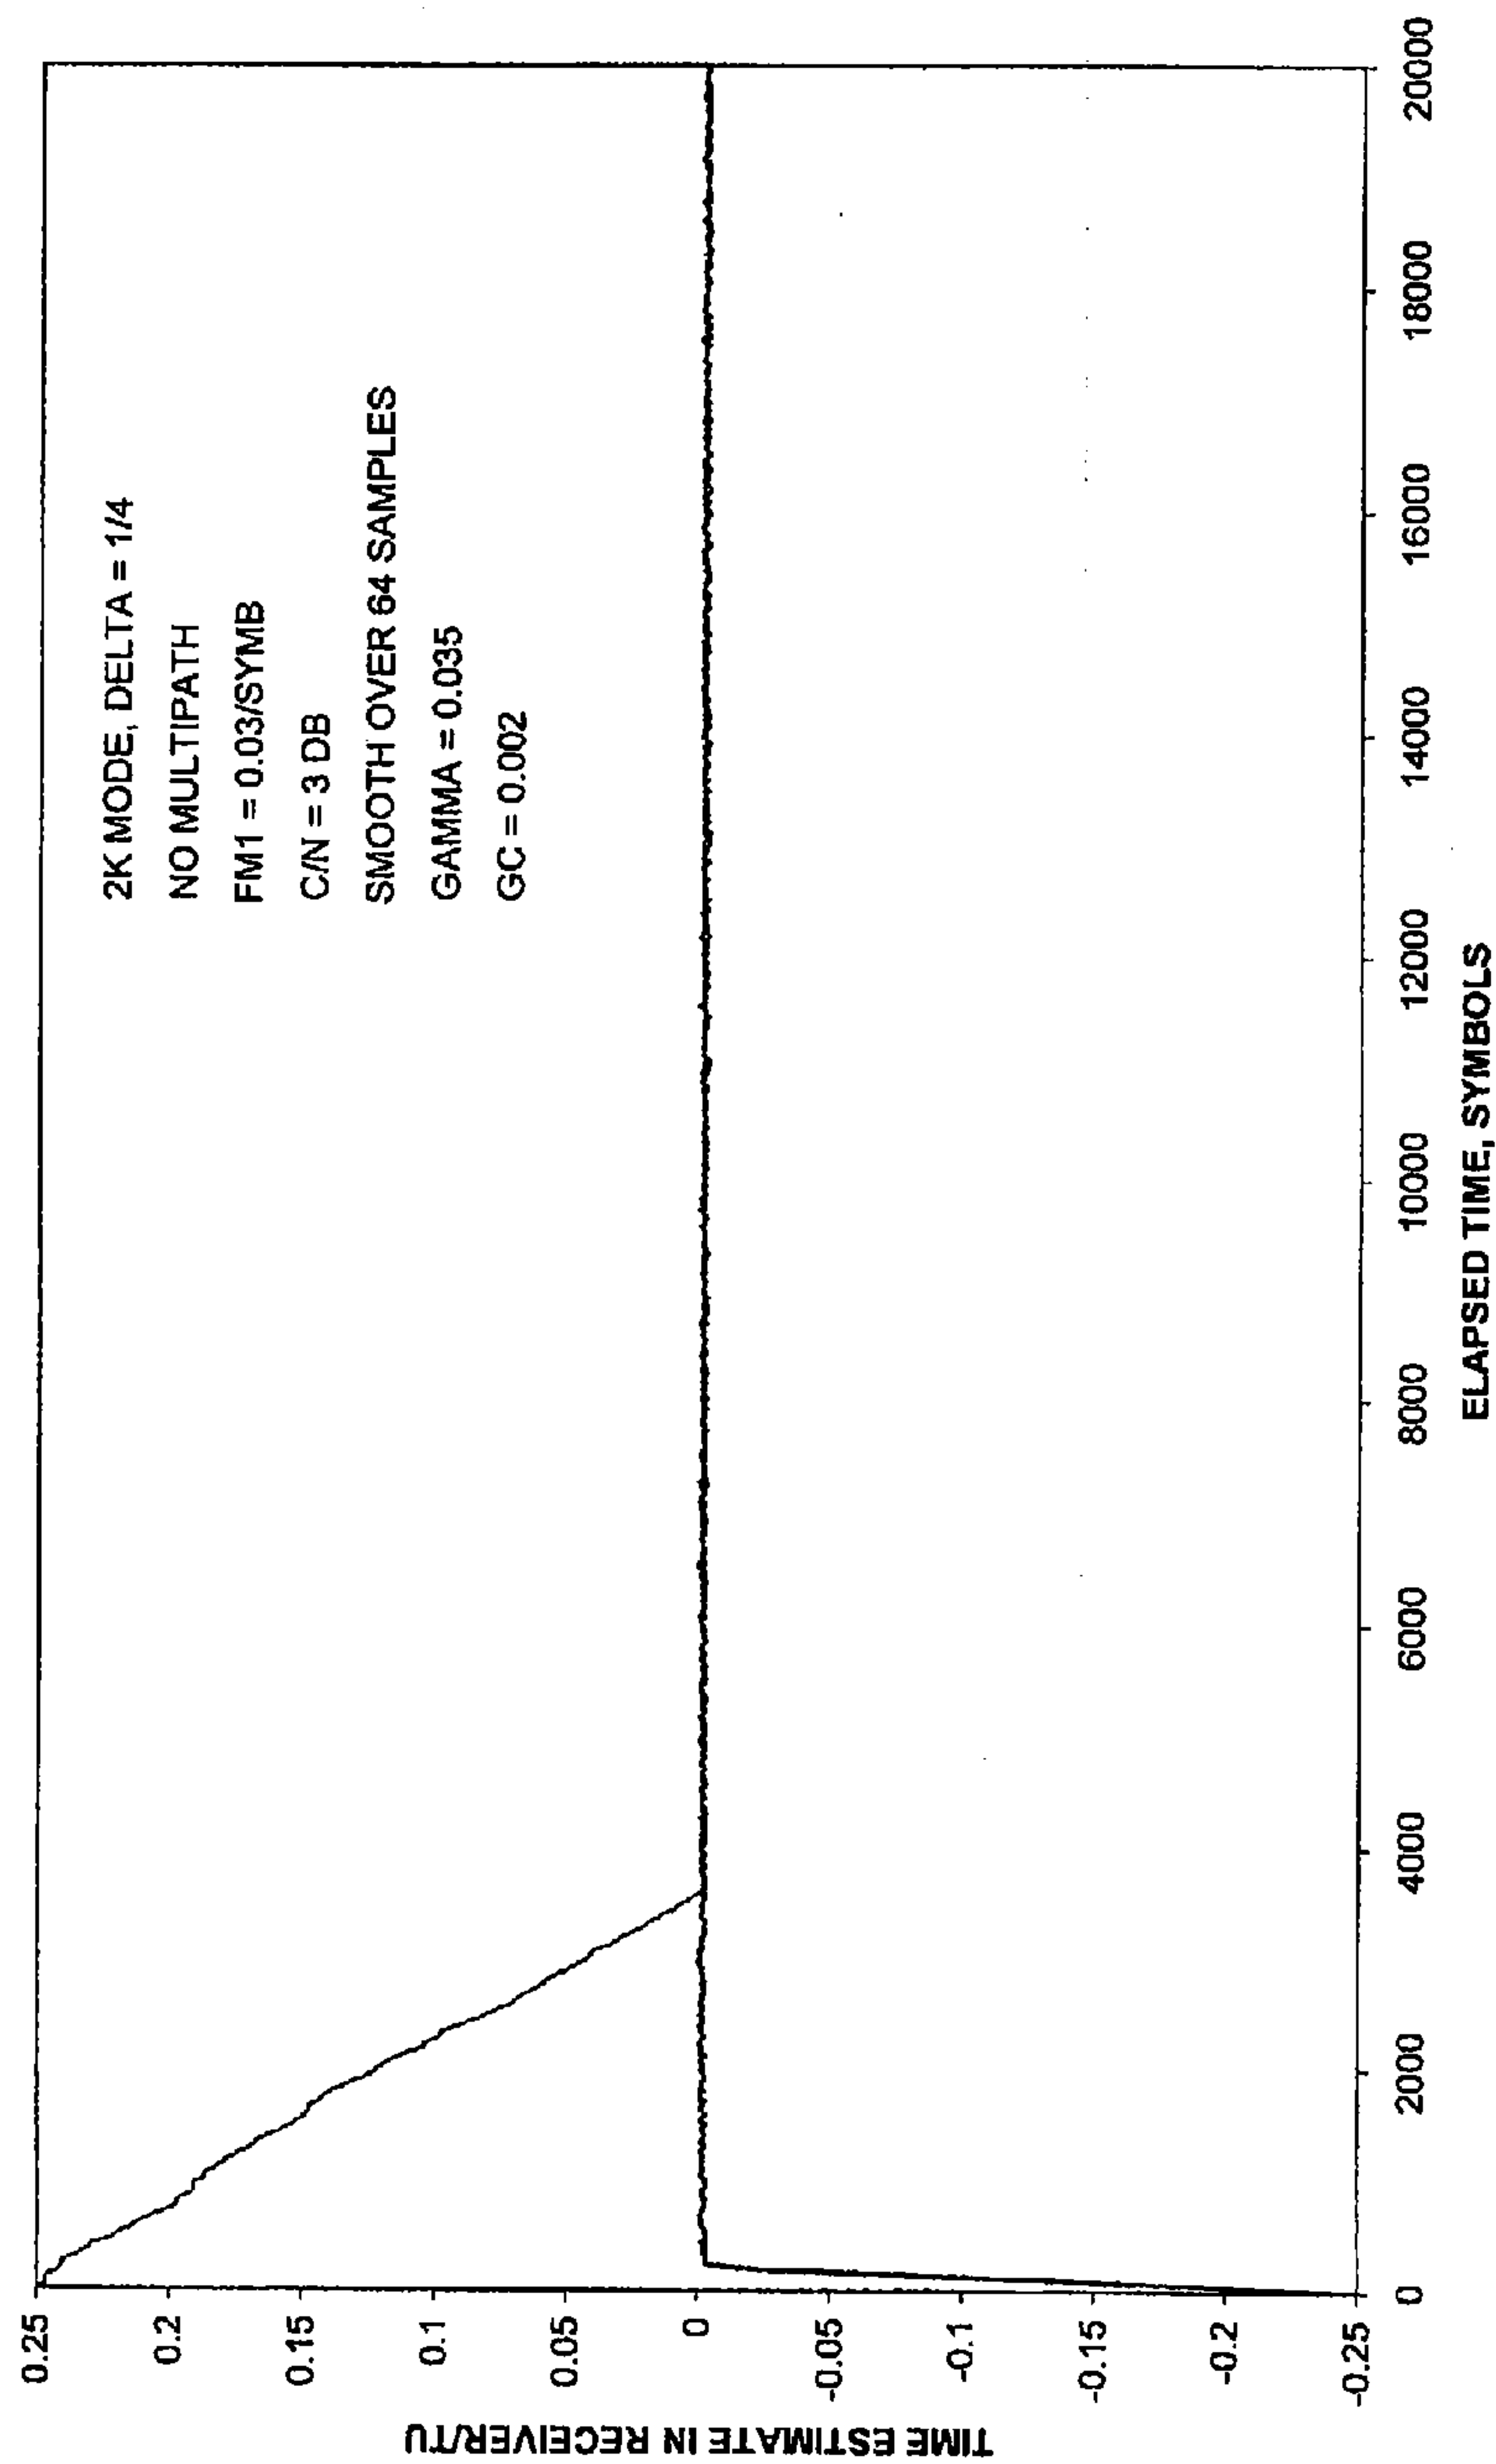 2K MODE, DELTA = 1/4
NO MULTIPATH
FM1 = 0.03/SYMB
C/N = 3 DB
SMOOTH OVER 64 SAMPLES
GAMMA = 0.035
GC = 0.002
TIME ESTIMATE IN RECEIVER/TU
0.25
0.2
0.15
0.1
0.05
0
-0.05
-0.1
-0.15
-0.2
-0.25
0 2000 4000 6000 8000 10000 12000 14000 16000 18000 20000
ELAPSED TIME, SYMBOLS